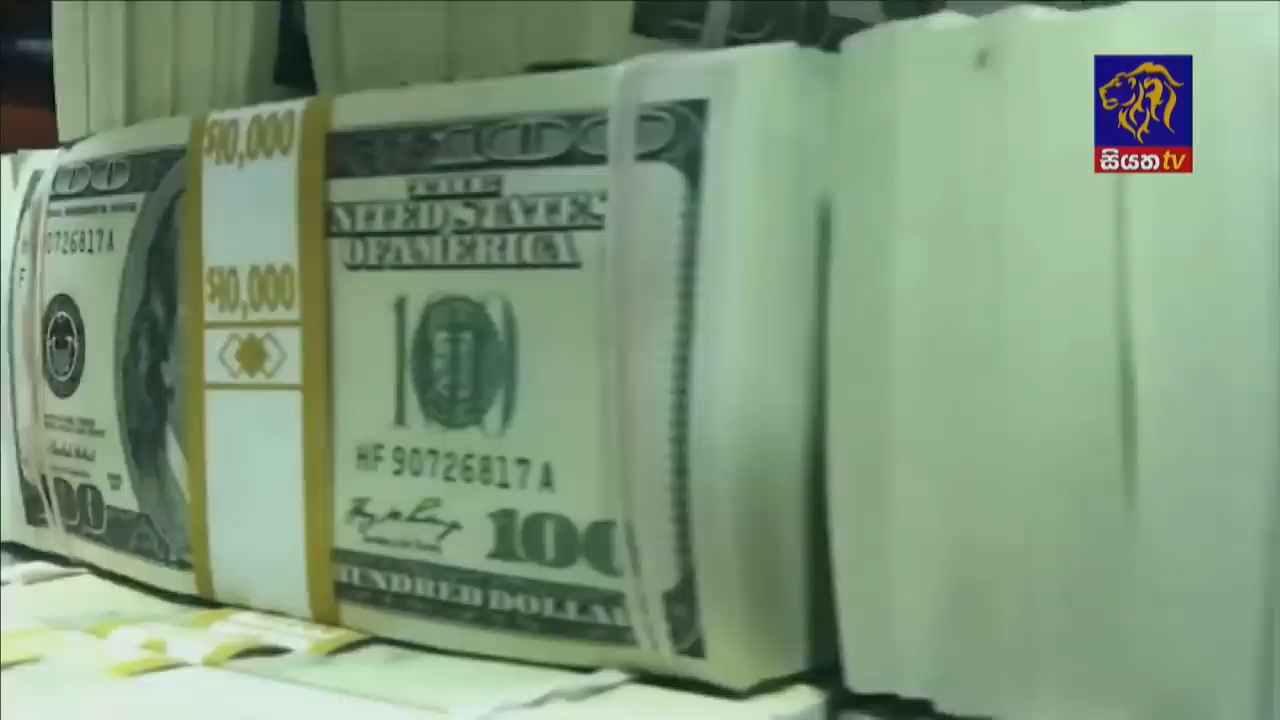 සියත tv
$10,000
$10,000
100
THE
UNITED STATES
OF AMERICA
100
0726817A
F
HF 90726817 A
100
100
HUNDRED DOLLA